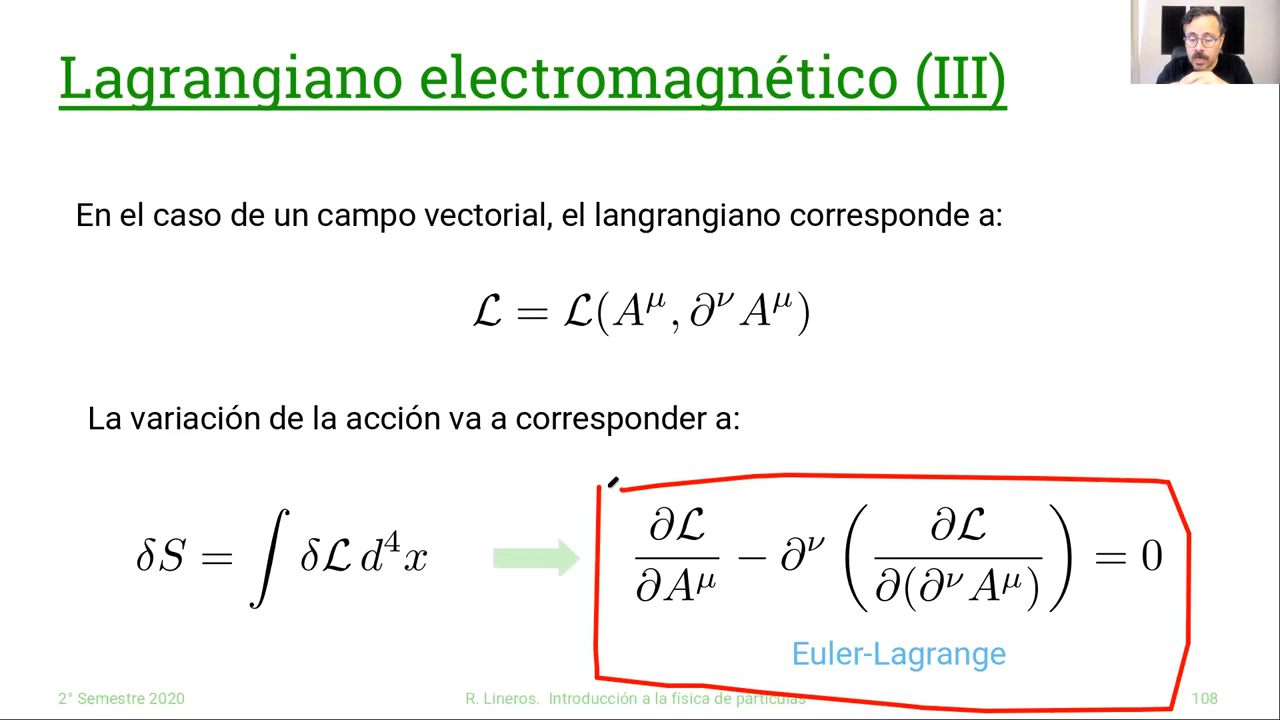 Lagrangiano electromagnético (III)
En el caso de un campo vectorial, el langrangiano corresponde a:
ℒ = ℒ(A^μ, ∂^ν A^μ)
La variación de la acción va a corresponder a:
δS = ∫ δℒ d⁴x
∂ℒ/∂A^μ − ∂^ν (∂ℒ/∂(∂^ν A^μ)) = 0
Euler-Lagrange
2° Semestre 2020
R. Lineros. Introducción a la física de partículas
108